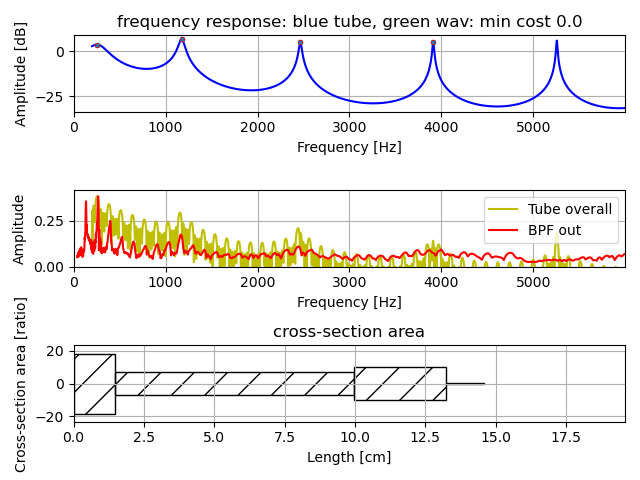 frequency response: blue tube, green wav: min cost 0.0
Amplitude [dB]
0
−25
0
1000
2000
3000
4000
5000
Frequency [Hz]
Amplitude
0.25
0.00
Tube overall
BPF out
0
1000
2000
3000
4000
5000
Frequency [Hz]
cross-section area
Cross-section area [ratio]
20
0
−20
0.0
2.5
5.0
7.5
10.0
12.5
15.0
17.5
Length [cm]